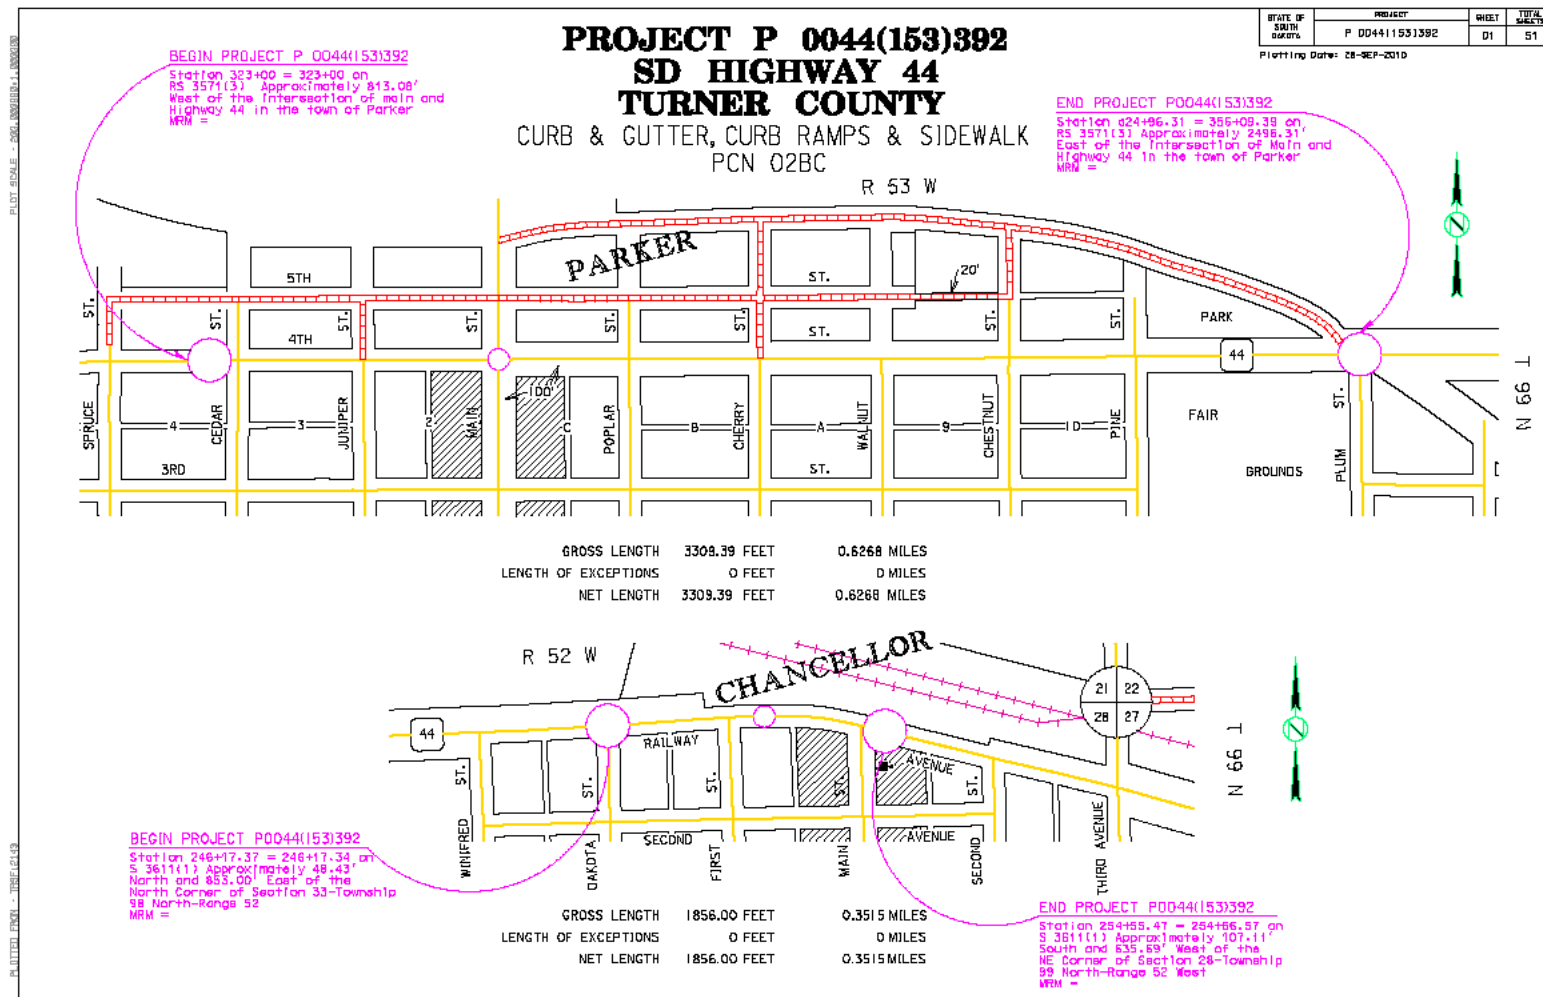 PROJECT P 0044(153)392
SD HIGHWAY 44
TURNER COUNTY
CURB & GUTTER, CURB RAMPS & SIDEWALK
PCN 02BC
STATE OF SOUTH DAKOTA
PROJECT
P 0044(153)392
SHEET
01
TOTAL SHEETS
51
Plotting Date: 28-SEP-2010
BEGIN PROJECT P 0044(153)392
Station 323+00 = 323+00 on
RS 3571(3) Approximately 813.08'
West of the intersection of main and
Highway 44 in the town of Parker
MRM =
END PROJECT P0044(153)392
Station 356+09.39 on
RS 3571(3) Approximately 2496.31'
East of the intersection of Main and
Highway 44 in the town of Parker
MRM =
R 53 W
PARKER
5TH
ST.
20'
ST.
ST.
ST.
ST.
ST.
ST.
ST.
ST.
4TH
ST.
PARK
44
T 99 N
100'
SPRUCE
4
CEDAR
3
JUNIPER
2
MAIN
C
POPLAR
B
CHERRY
A
WALNUT
9
CHESTNUT
10
PINE
FAIR
ST.
3RD
ST.
GROUNDS
PLUM
GROSS LENGTH 3309.39 FEET 0.6268 MILES
LENGTH OF EXCEPTIONS 0 FEET 0 MILES
NET LENGTH 3309.39 FEET 0.6268 MILES
R 52 W
CHANCELLOR
21 22
28 27
44
RAILWAY
AVENUE
T 99 N
ST.
ST.
ST.
ST.
ST.
SECOND
AVENUE
WINIFRED
DAKOTA
FIRST
MAIN
SECOND
THIRD AVENUE
BEGIN PROJECT P0044(153)392
Station 246+17.37 = 246+17.34 on
S 3611(1) Approximately 48.43'
North and 853.00' East of the
North Corner of Section 33-Township
98 North-Range 52
MRM =
GROSS LENGTH 1856.00 FEET 0.3515 MILES
LENGTH OF EXCEPTIONS 0 FEET 0 MILES
NET LENGTH 1856.00 FEET 0.3515 MILES
END PROJECT P0044(153)392
Station 254+55.47 = 254+66.57 on
S 3611(1) Approximately 107.11'
South and 635.69' West of the
NE Corner of Section 28-Township
99 North-Range 52 West
MRM =
PLOT SCALE -
PLOTTED FROM -